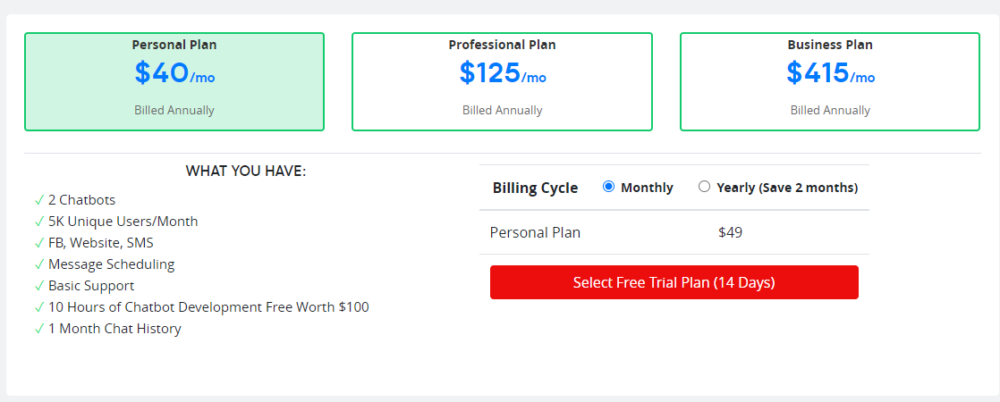 Personal Plan
$40/mo
Billed Annually
Professional Plan
$125/mo
Billed Annually
Business Plan
$415/mo
Billed Annually
WHAT YOU HAVE:
✓ 2 Chatbots
✓ 5K Unique Users/Month
✓ FB, Website, SMS
✓ Message Scheduling
✓ Basic Support
✓ 10 Hours of Chatbot Development Free Worth $100
✓ 1 Month Chat History
Billing Cycle Monthly Yearly (Save 2 months)
Personal Plan $49
Select Free Trial Plan (14 Days)